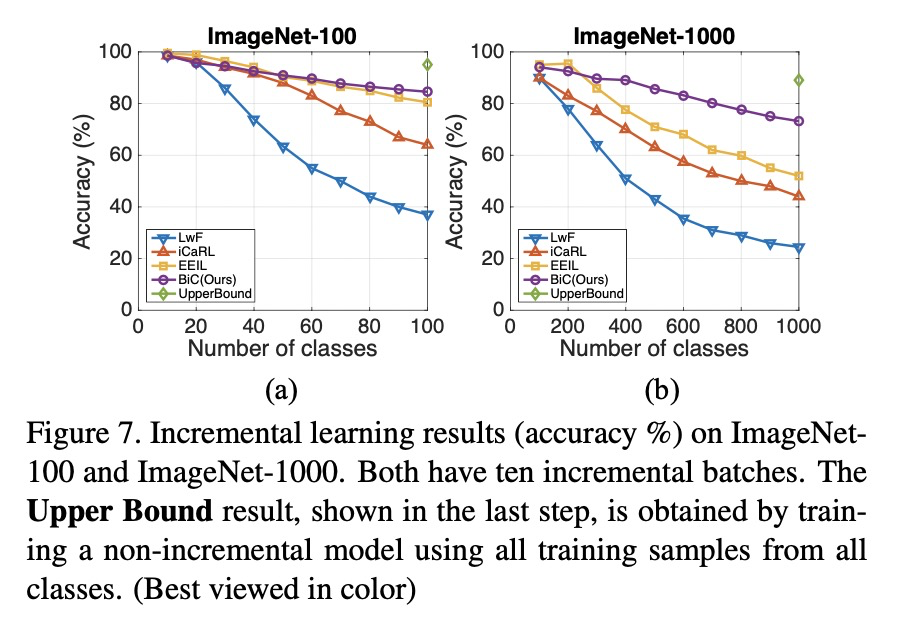 ImageNet-100
100
80
60
40
20
0
Accuracy (%)
LwF
iCaRL
EEIL
BiC(Ours)
UpperBound
0 20 40 60 80 100
Number of classes
(a)
ImageNet-1000
100
80
60
40
20
0
Accuracy (%)
LwF
iCaRL
EEIL
BiC(Ours)
UpperBound
0 200 400 600 800 1000
Number of classes
(b)
Figure 7. Incremental learning results (accuracy %) on ImageNet-
100 and ImageNet-1000. Both have ten incremental batches. The
Upper Bound result, shown in the last step, is obtained by train-
ing a non-incremental model using all training samples from all
classes. (Best viewed in color)